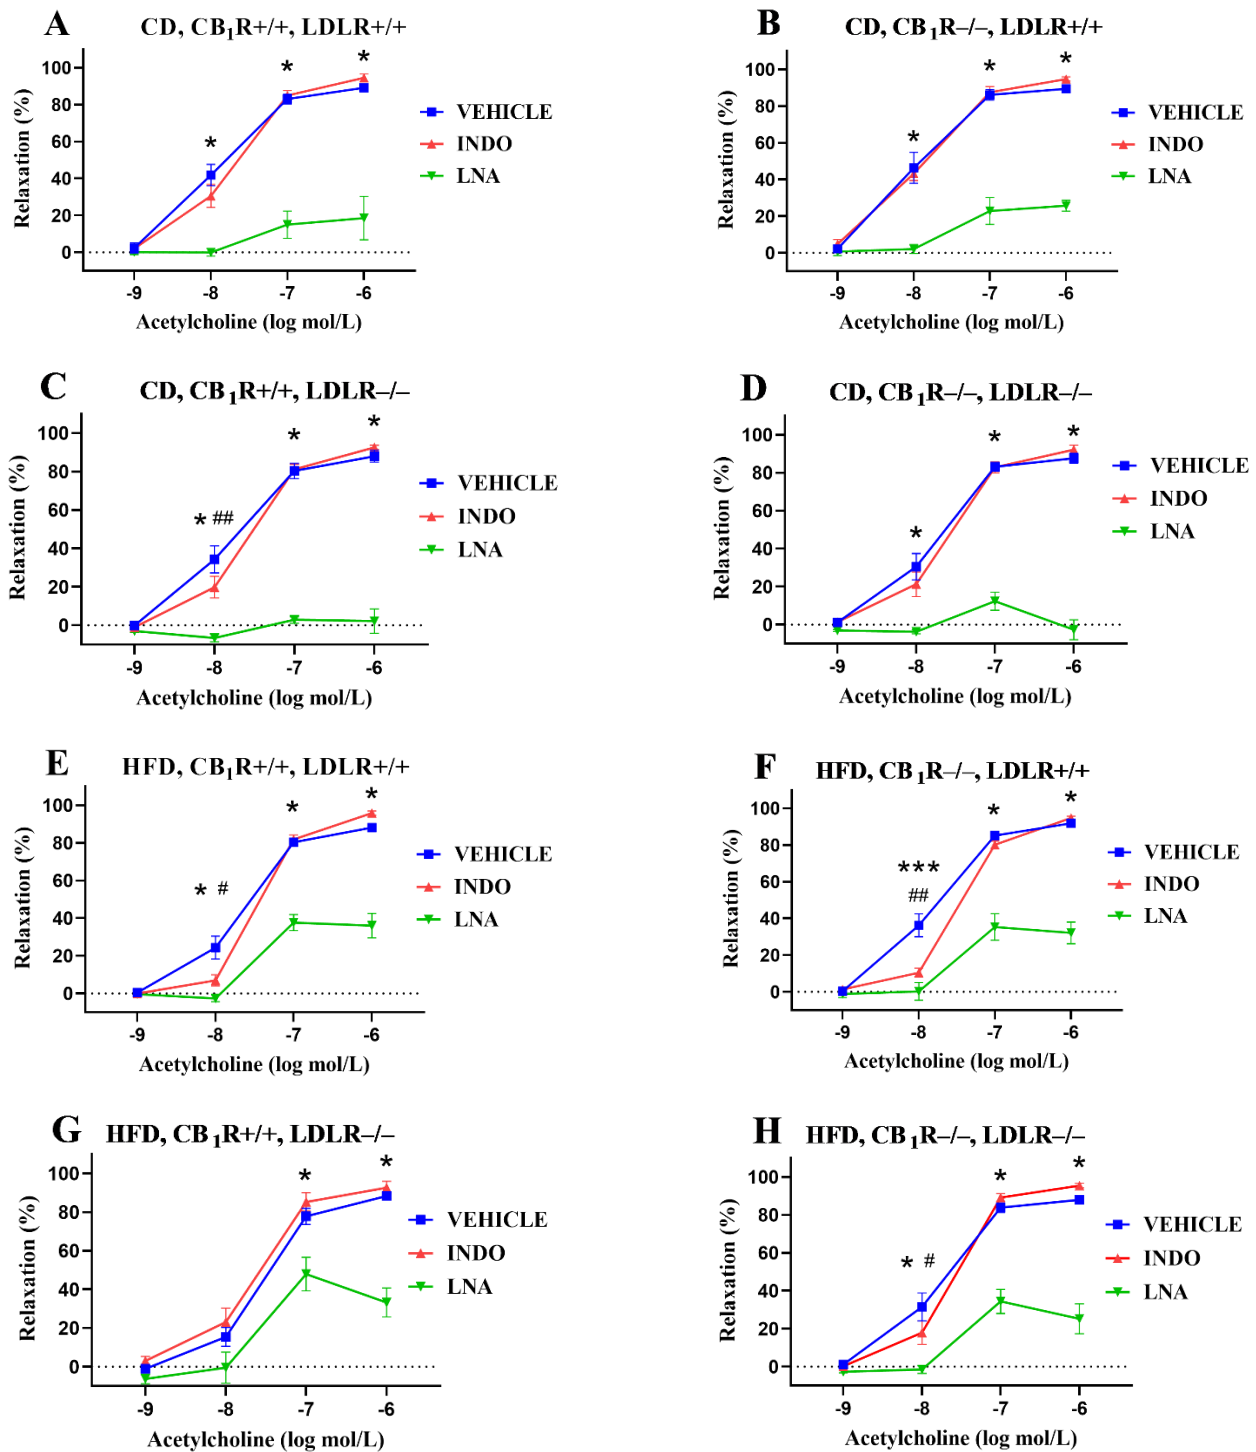 A CD, CB1R+/+, LDLR+/+
Relaxation (%)
100
80
60
40
20
0
* * *
-9 -8 -7 -6
Acetylcholine (log mol/L)
VEHICLE
INDO
LNA
B CD, CB1R–/–, LDLR+/+
Relaxation (%)
100
80
60
40
20
0
* * *
-9 -8 -7 -6
Acetylcholine (log mol/L)
VEHICLE
INDO
LNA
C CD, CB1R+/+, LDLR–/–
Relaxation (%)
100
80
60
40
20
0
* ## * *
-9 -8 -7 -6
Acetylcholine (log mol/L)
VEHICLE
INDO
LNA
D CD, CB1R–/–, LDLR–/–
Relaxation (%)
100
80
60
40
20
0
* * *
-9 -8 -7 -6
Acetylcholine (log mol/L)
VEHICLE
INDO
LNA
E HFD, CB1R+/+, LDLR+/+
Relaxation (%)
100
80
60
40
20
0
* # * *
-9 -8 -7 -6
Acetylcholine (log mol/L)
VEHICLE
INDO
LNA
F HFD, CB1R–/–, LDLR+/+
Relaxation (%)
100
80
60
40
20
0
*** * *
##
-9 -8 -7 -6
Acetylcholine (log mol/L)
VEHICLE
INDO
LNA
G HFD, CB1R+/+, LDLR–/–
Relaxation (%)
100
80
60
40
20
0
* *
-9 -8 -7 -6
Acetylcholine (log mol/L)
VEHICLE
INDO
LNA
H HFD, CB1R–/–, LDLR–/–
Relaxation (%)
100
80
60
40
20
0
* # * *
-9 -8 -7 -6
Acetylcholine (log mol/L)
VEHICLE
INDO
LNA